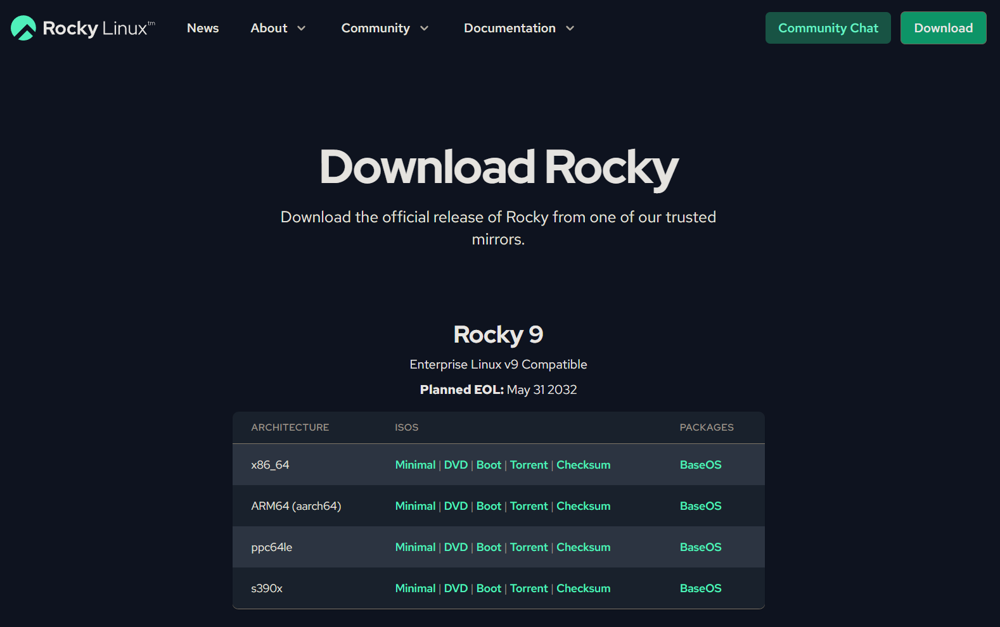 Rocky Linux™ News About Community Documentation Community Chat Download
Download Rocky
Download the official release of Rocky from one of our trusted
mirrors.
Rocky 9
Enterprise Linux v9 Compatible
Planned EOL: May 31 2032
ARCHITECTURE ISOS PACKAGES
x86_64 Minimal | DVD | Boot | Torrent | Checksum BaseOS
ARM64 (aarch64) Minimal | DVD | Boot | Torrent | Checksum BaseOS
ppc64le Minimal | DVD | Boot | Torrent | Checksum BaseOS
s390x Minimal | DVD | Boot | Torrent | Checksum BaseOS